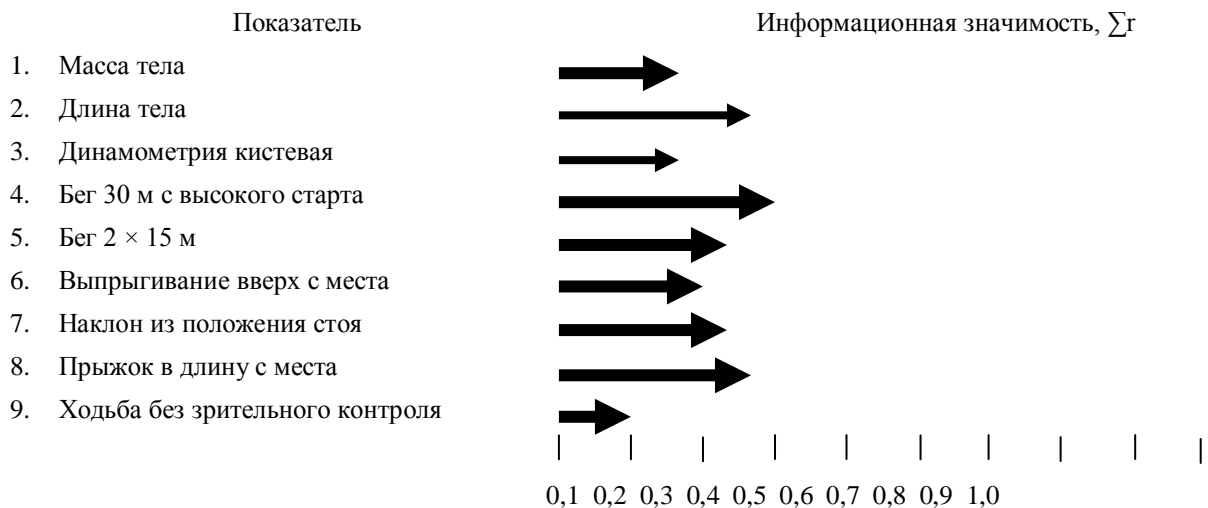 Показатель Информационная значимость, ∑r
1. Масса тела
2. Длина тела
3. Динамометрия кистевая
4. Бег 30 м с высокого старта
5. Бег 2 × 15 м
6. Выпрыгивание вверх с места
7. Наклон из положения стоя
8. Прыжок в длину с места
9. Ходьба без зрительного контроля
0,1 0,2 0,3 0,4 0,5 0,6 0,7 0,8 0,9 1,0